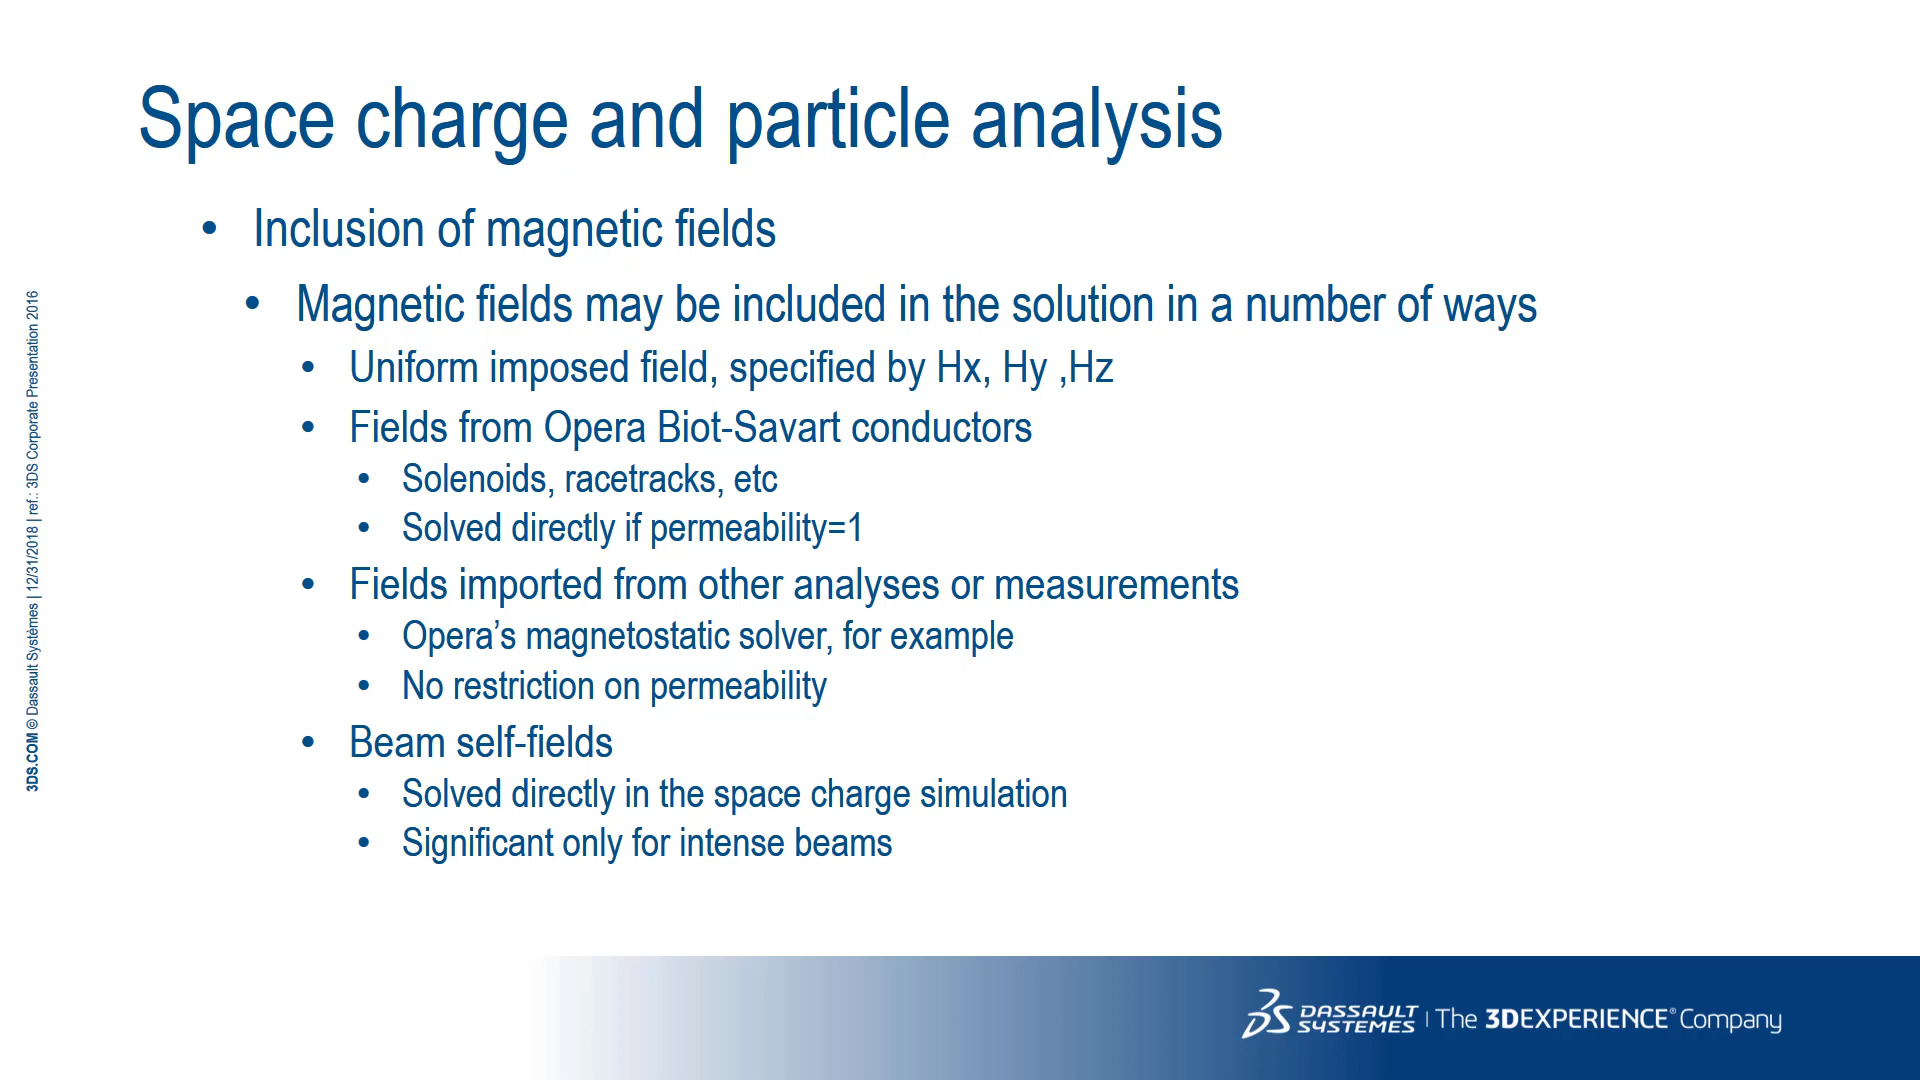 Space charge and particle analysis
• Inclusion of magnetic fields
• Magnetic fields may be included in the solution in a number of ways
• Uniform imposed field, specified by Hx, Hy ,Hz
• Fields from Opera Biot-Savart conductors
• Solenoids, racetracks, etc
• Solved directly if permeability=1
• Fields imported from other analyses or measurements
• Opera’s magnetostatic solver, for example
• No restriction on permeability
• Beam self-fields
• Solved directly in the space charge simulation
• Significant only for intense beams
3DS.COM © Dassault Systèmes | 12/31/2018 | ref.: 3DS Corporate Presentation 2016
DASSAULT SYSTEMES | The 3DEXPERIENCE® Company